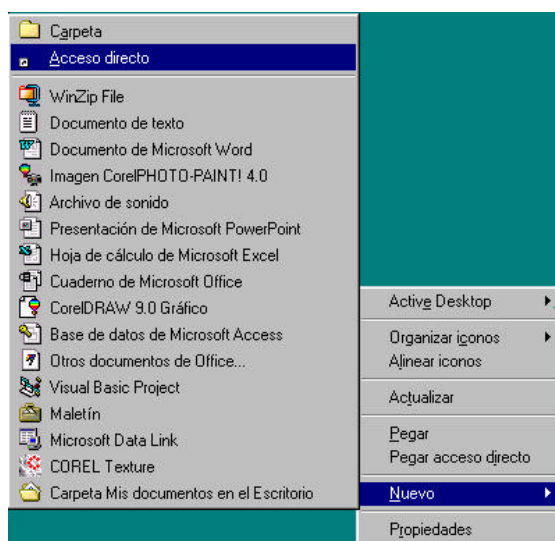 Carpeta
Acceso directo
WinZip File
Documento de texto
Documento de Microsoft Word
Imagen CorelPHOTO-PAINT! 4.0
Archivo de sonido
Presentación de Microsoft PowerPoint
Hoja de cálculo de Microsoft Excel
Cuaderno de Microsoft Office
CorelDRAW 9.0 Gráfico
Base de datos de Microsoft Access
Otros documentos de Office...
Visual Basic Project
Maletín
Microsoft Data Link
COREL Texture
Carpeta Mis documentos en el Escritorio
Active Desktop
Organizar iconos
Alinear iconos
Actualizar
Pegar
Pegar acceso directo
Nuevo
Propiedades